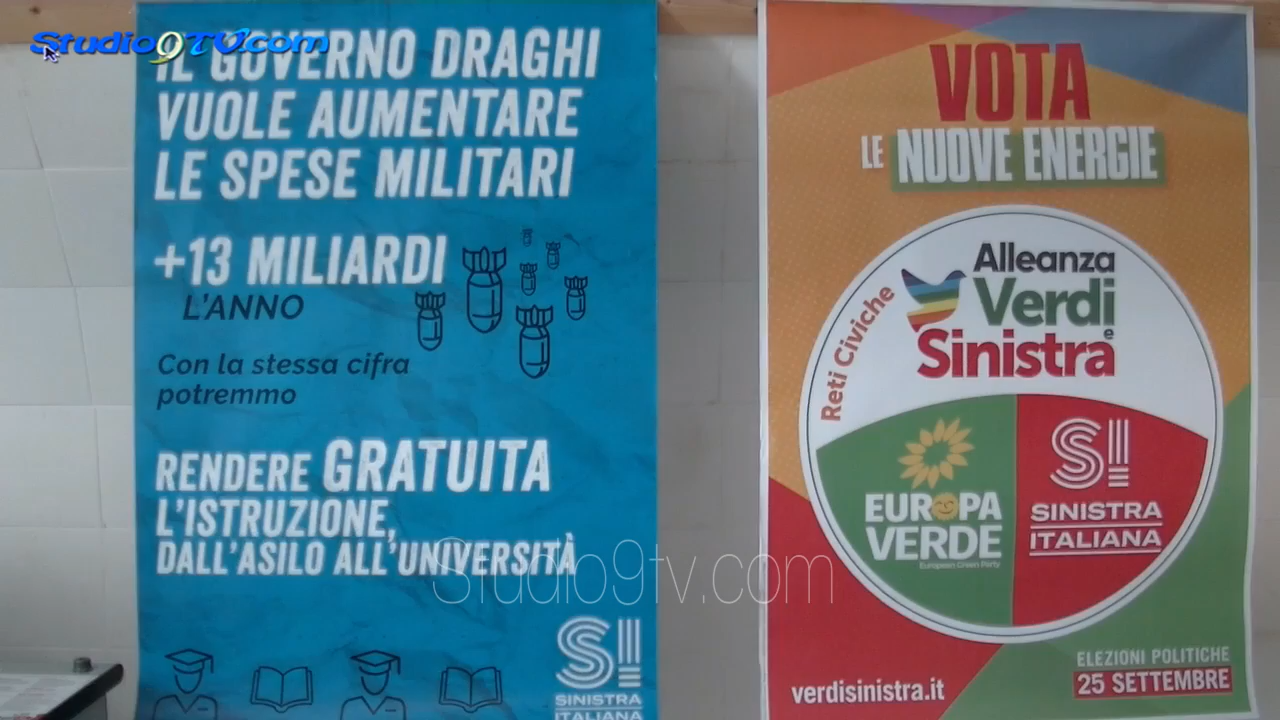 Studio9TV.com
IL GOVERNO DRAGHI
VUOLE AUMENTARE
LE SPESE MILITARI
+13 MILIARDI
L'ANNO
Con la stessa cifra
potremmo
RENDERE GRATUITA
L'ISTRUZIONE,
DALL'ASILO ALL'UNIVERSITÀ
SI
SINISTRA
ITALIANA
Studio9tv.com
VOTA
LE NUOVE ENERGIE
Reti Civiche
Alleanza
Verdi
e
Sinistra
EUROPA
VERDE
European Green Party
SI
SINISTRA
ITALIANA
ELEZIONI POLITICHE
25 SETTEMBRE
verdisinistra.it